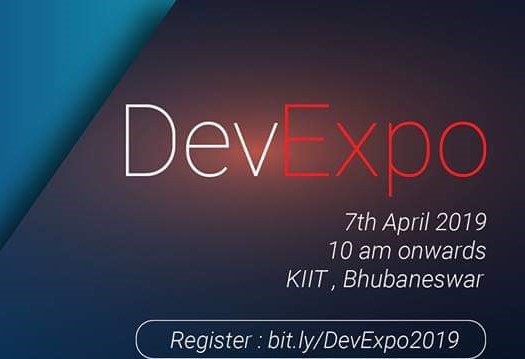 DevExpo
7th April 2019
10 am onwards
KIIT , Bhubaneswar
Register : bit.ly/DevExpo2019